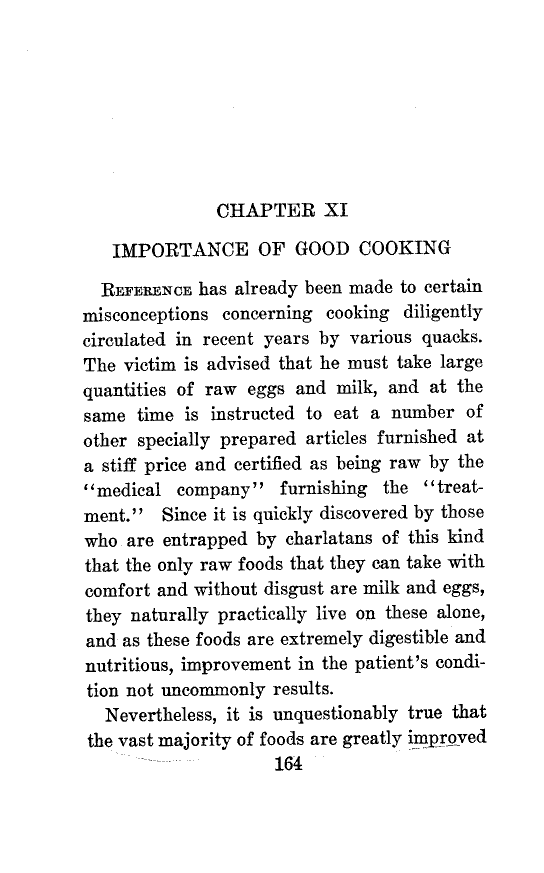 CHAPTER XI
IMPORTANCE OF GOOD COOKING
REFERENCE has already been made to certain
misconceptions concerning cooking diligently
circulated in recent years by various quacks.
The victim is advised that he must take large
quantities of raw eggs and milk, and at the
same time is instructed to eat a number of
other specially prepared articles furnished at
a stiff price and certified as being raw by the
“medical company” furnishing the “treat-
ment.” Since it is quickly discovered by those
who are entrapped by charlatans of this kind
that the only raw foods that they can take with
comfort and without disgust are milk and eggs,
they naturally practically live on these alone,
and as these foods are extremely digestible and
nutritious, improvement in the patient’s condi-
tion not uncommonly results.
Nevertheless, it is unquestionably true that
the vast majority of foods are greatly improved
164